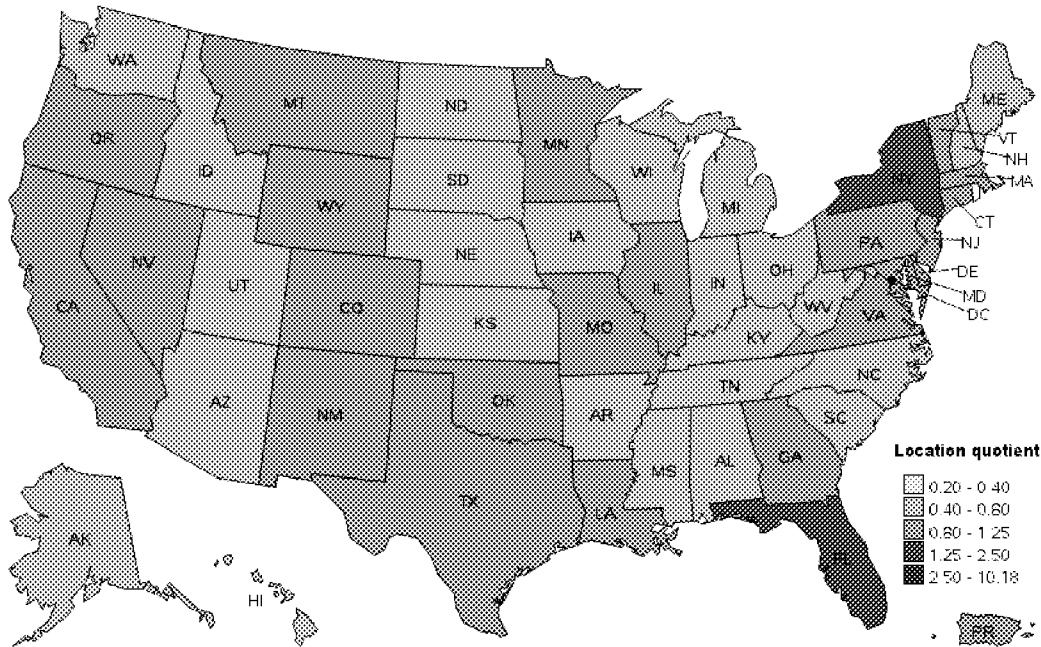 WA
MT
ND
MN
ME
OR
VT
NH
ID
SD
WI
MI
MA
WY
CT
NY
IA
PA
NJ
NE
NV
OH
DE
UT
IL
IN
MD
CA
CO
WV
DC
KS
MO
VA
KY
NC
AZ
OK
TN
NM
AR
SC
MS
AL
GA
TX
LA
Location quotient
0.20 - 0.40
0.40 - 0.80
0.80 - 1.25
1.25 - 2.50
2.50 - 10.18
AK
FL
HI
PR